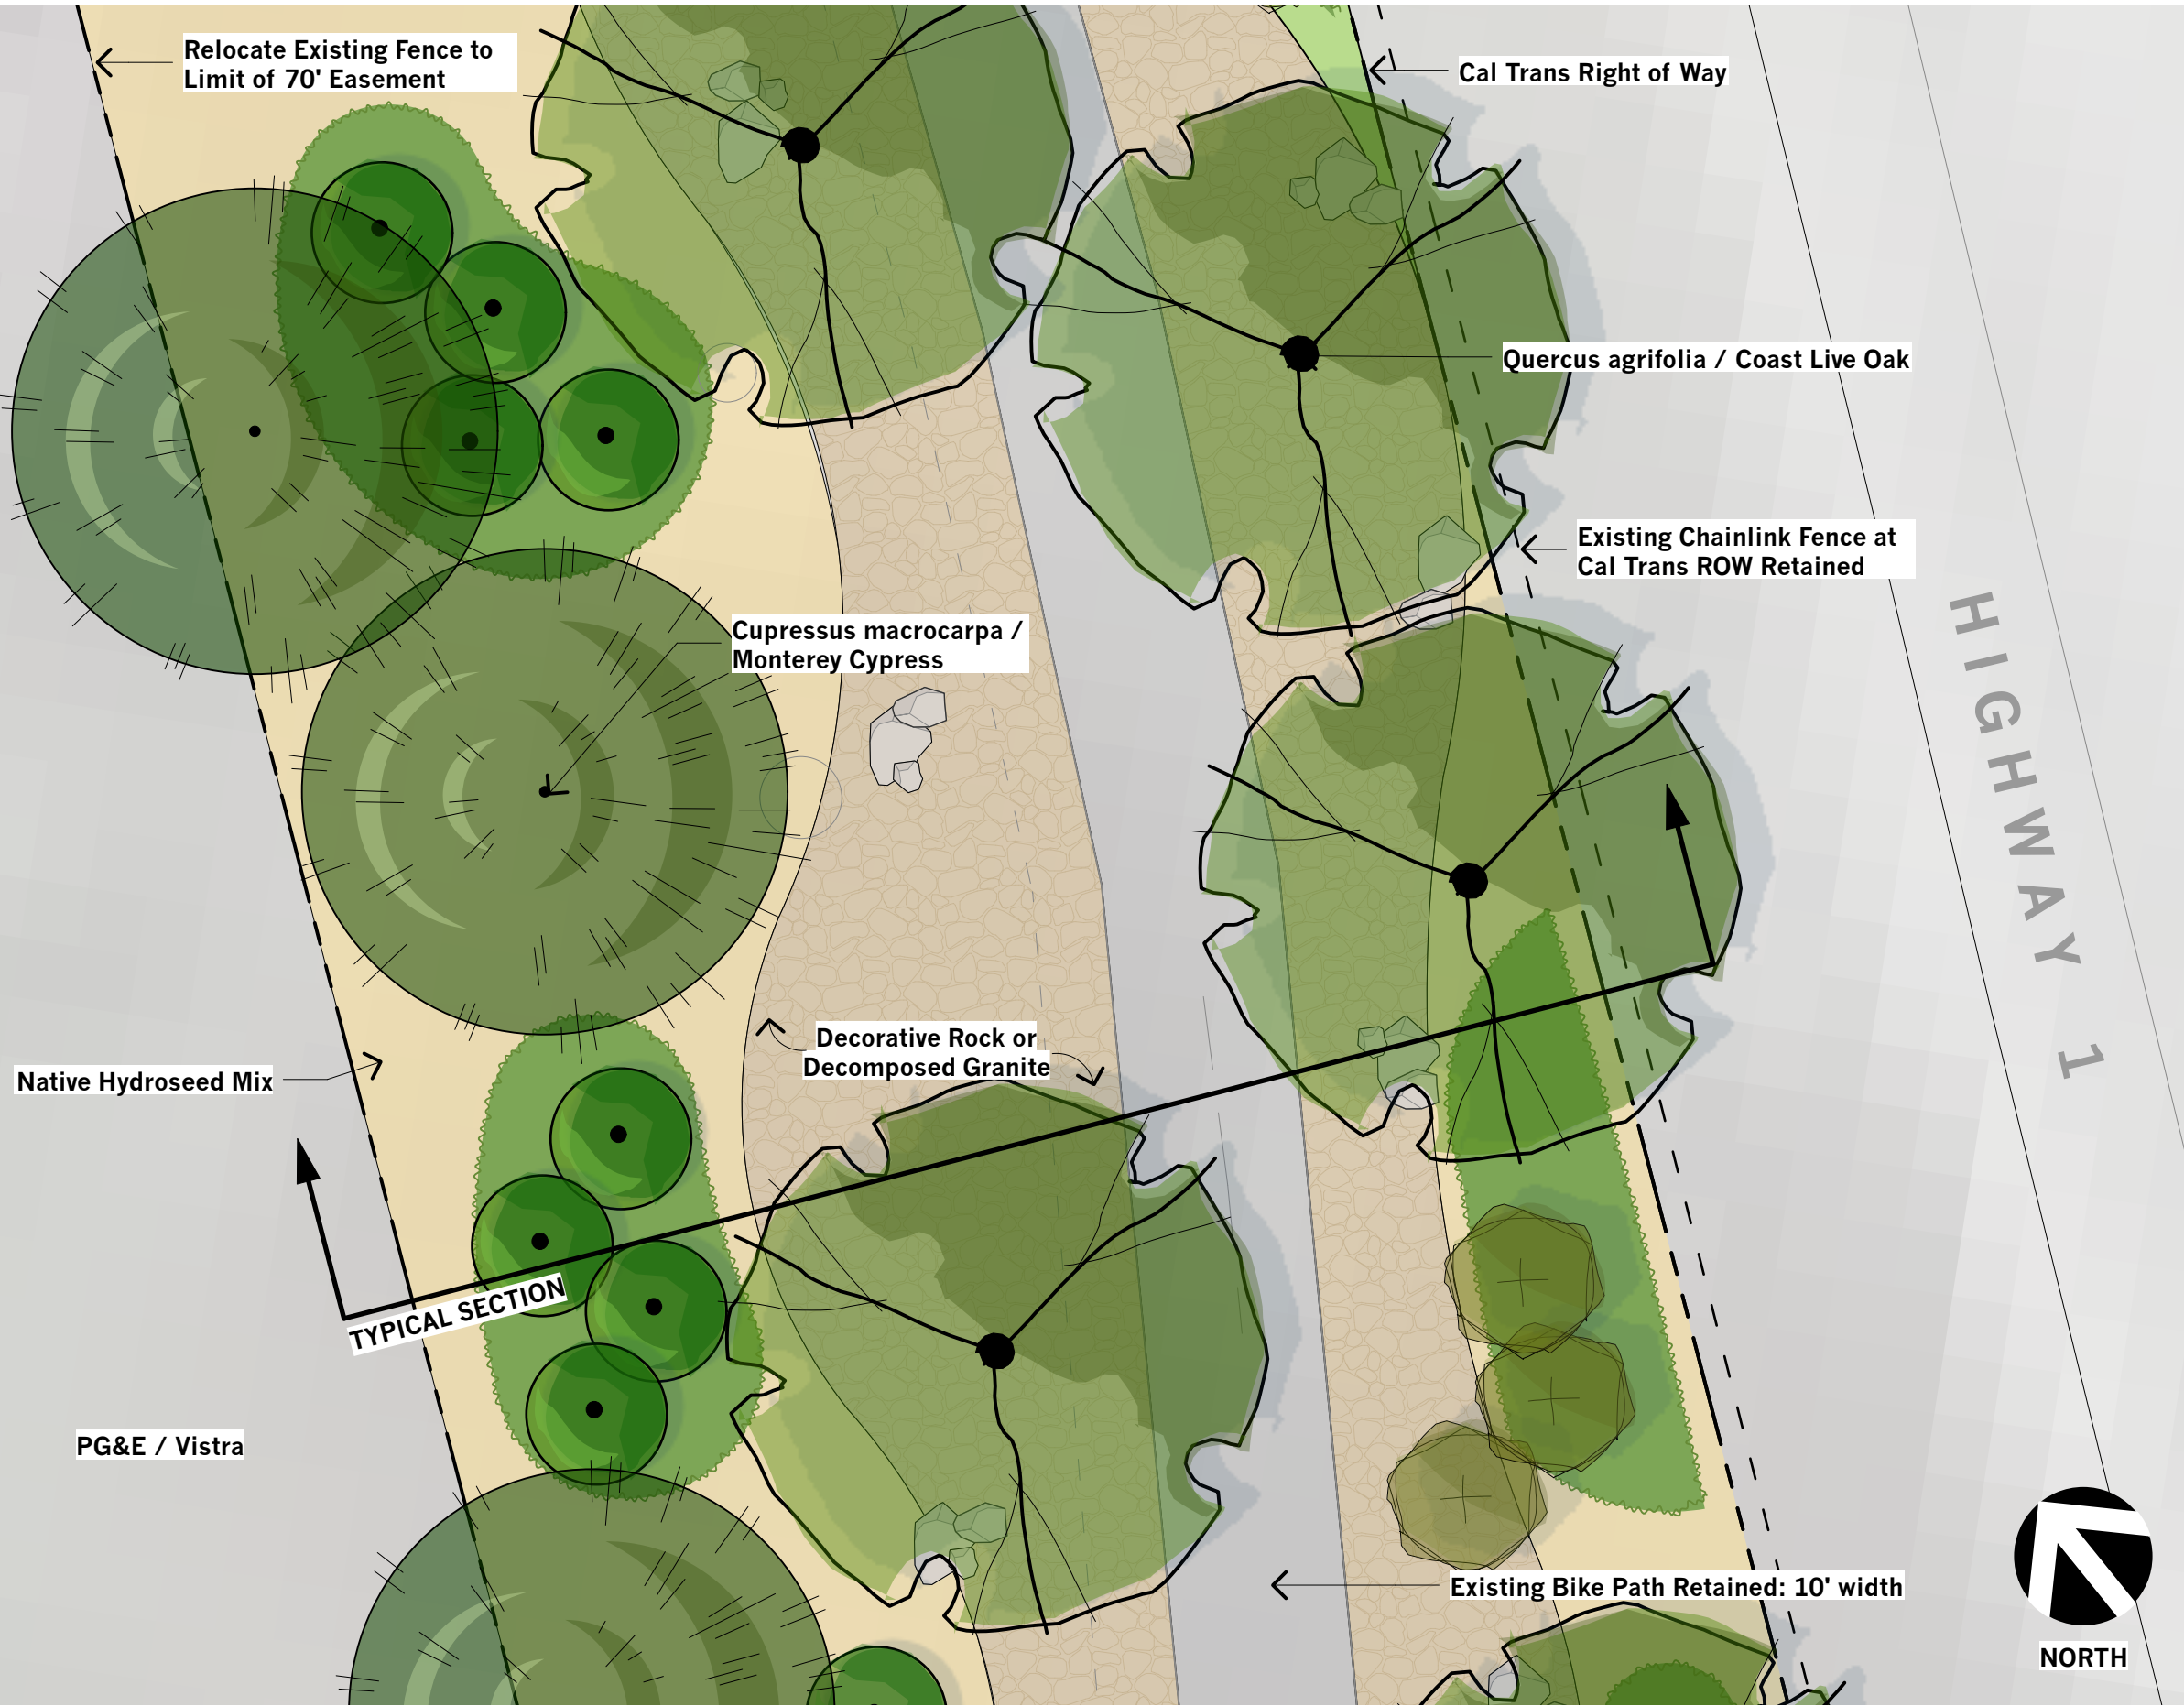 Relocate Existing Fence to
Limit of 70' Easement
Cal Trans Right of Way
Quercus agrifolia / Coast Live Oak
Existing Chainlink Fence at
Cal Trans ROW Retained
HIGHWAY 1
Cupressus macrocarpa /
Monterey Cypress
Decorative Rock or
Decomposed Granite
Native Hydroseed Mix
TYPICAL SECTION
PG&E / Vistra
Existing Bike Path Retained: 10' width
NORTH